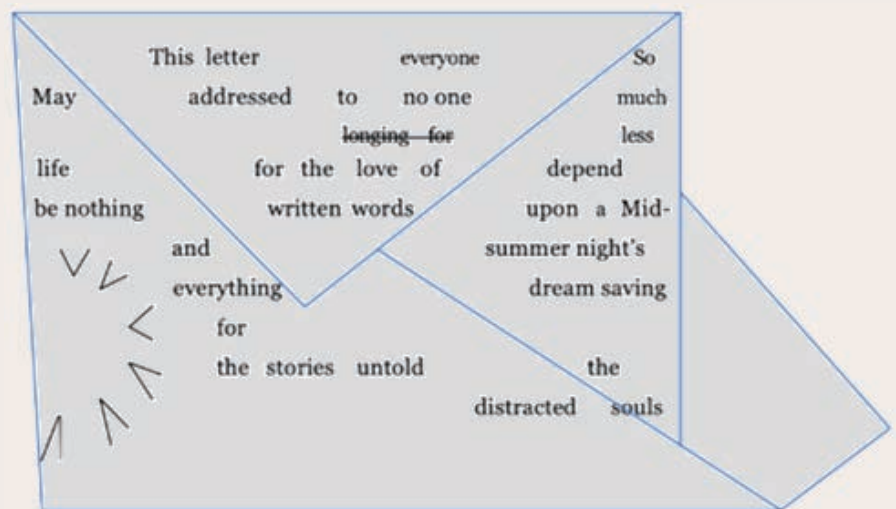 This letter everyone
addressed to no one
longing for
for the love of
written words
May
life
be nothing
and
everything
for
the stories untold
So
much
less
depend
upon a Mid-
summer night's
dream saving
the
distracted souls